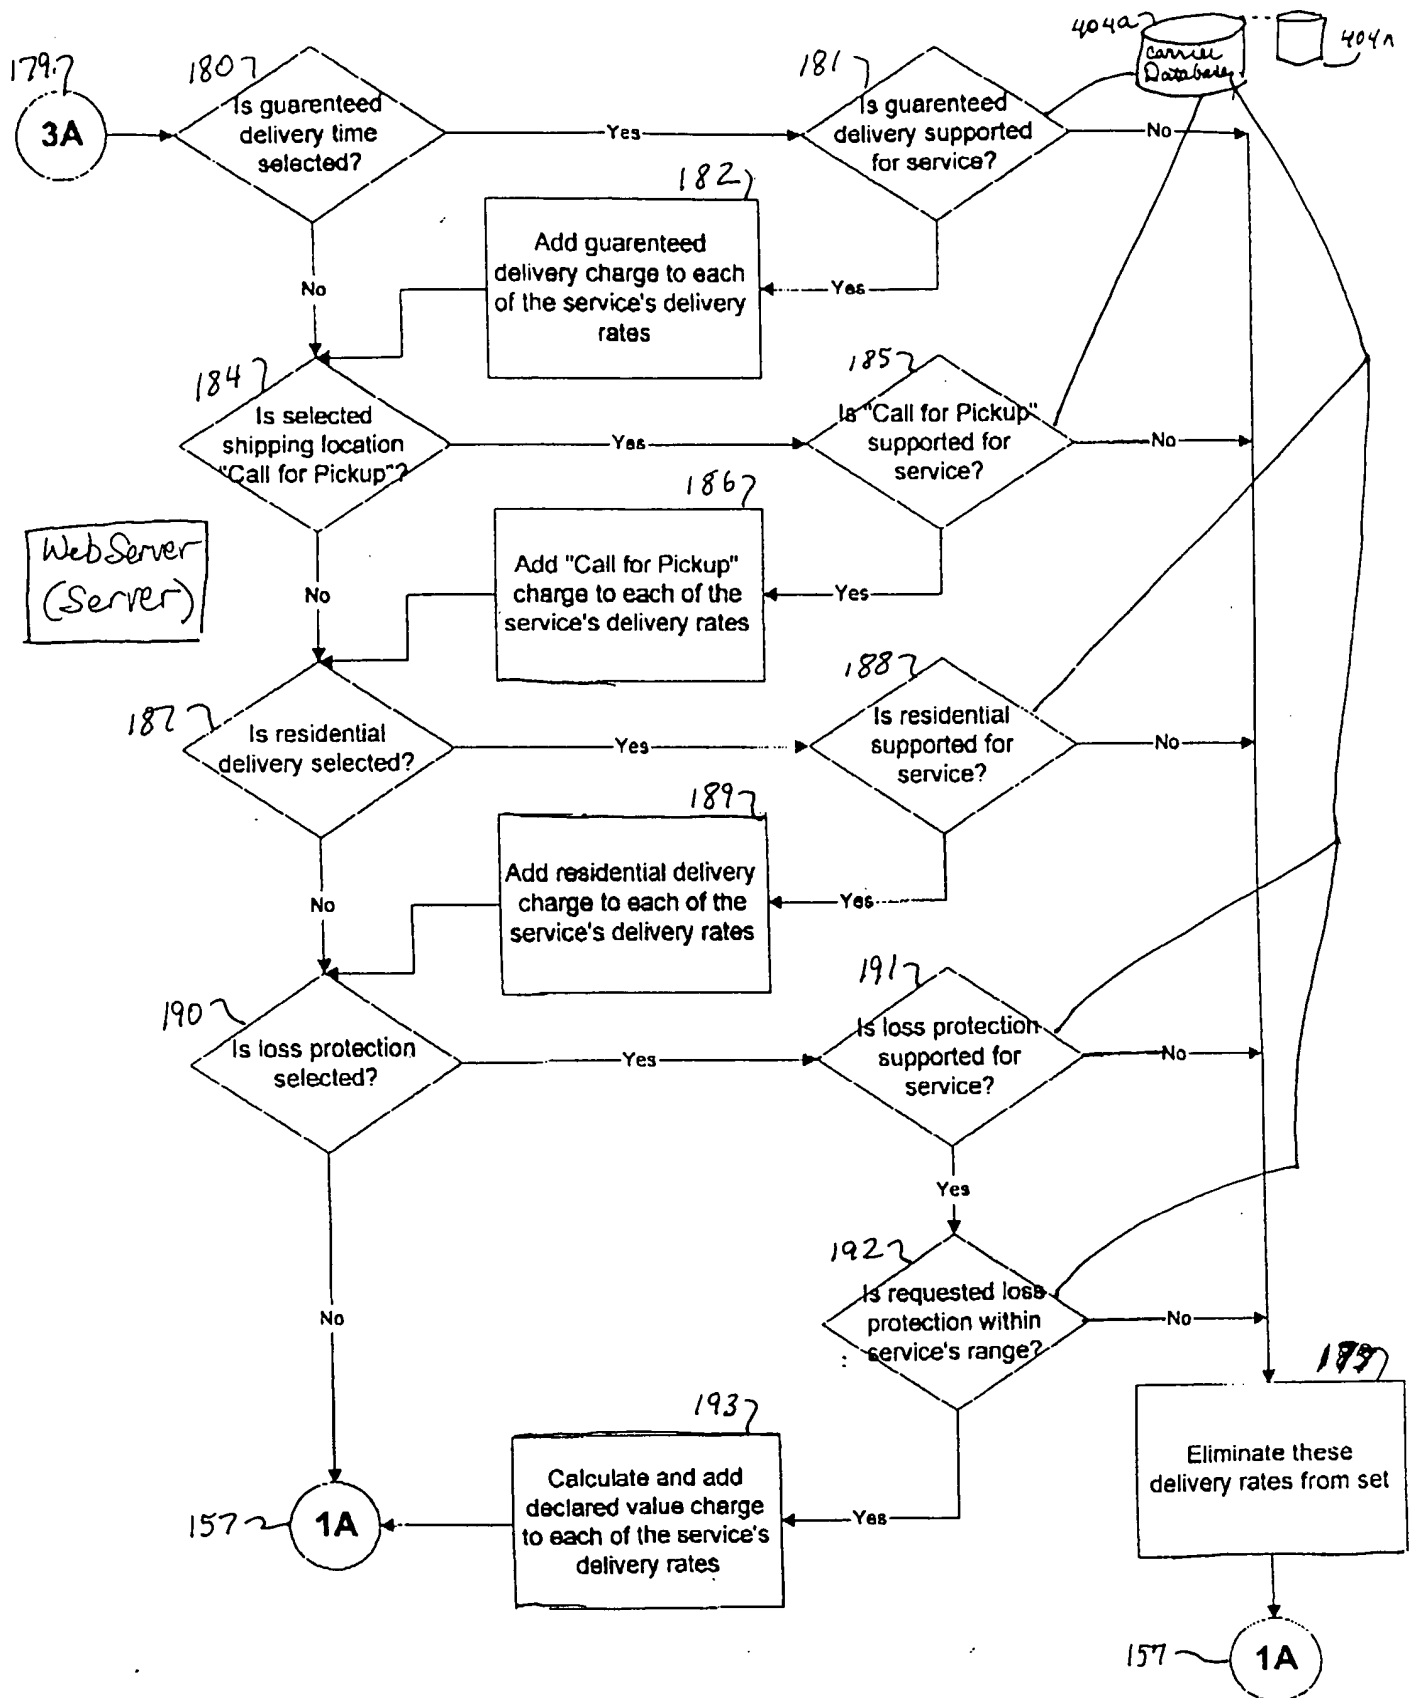 404a
404n
Carrier
Database
179
3A
180
Is guarenteed
delivery time
selected?
Yes
181
Is guarenteed
delivery supported
for service?
No
182
Add guarenteed
delivery charge to each
of the service's delivery
rates
Yes
No
184
Is selected
shipping location
"Call for Pickup"?
Yes
185
Is "Call for Pickup"
supported for
service?
No
186
Add "Call for Pickup"
charge to each of the
service's delivery rates
Yes
No
Web Server
(Server)
187
Is residential
delivery selected?
Yes
188
Is residential
supported for
service?
No
189
Add residential delivery
charge to each of the
service's delivery rates
Yes
No
190
Is loss protection
selected?
Yes
191
Is loss protection
supported for
service?
No
Yes
192
Is requested loss
protection within
service's range?
No
No
193
Calculate and add
declared value charge
to each of the service's
delivery rates
Yes
157
1A
Eliminate these
delivery rates from set
157
1A